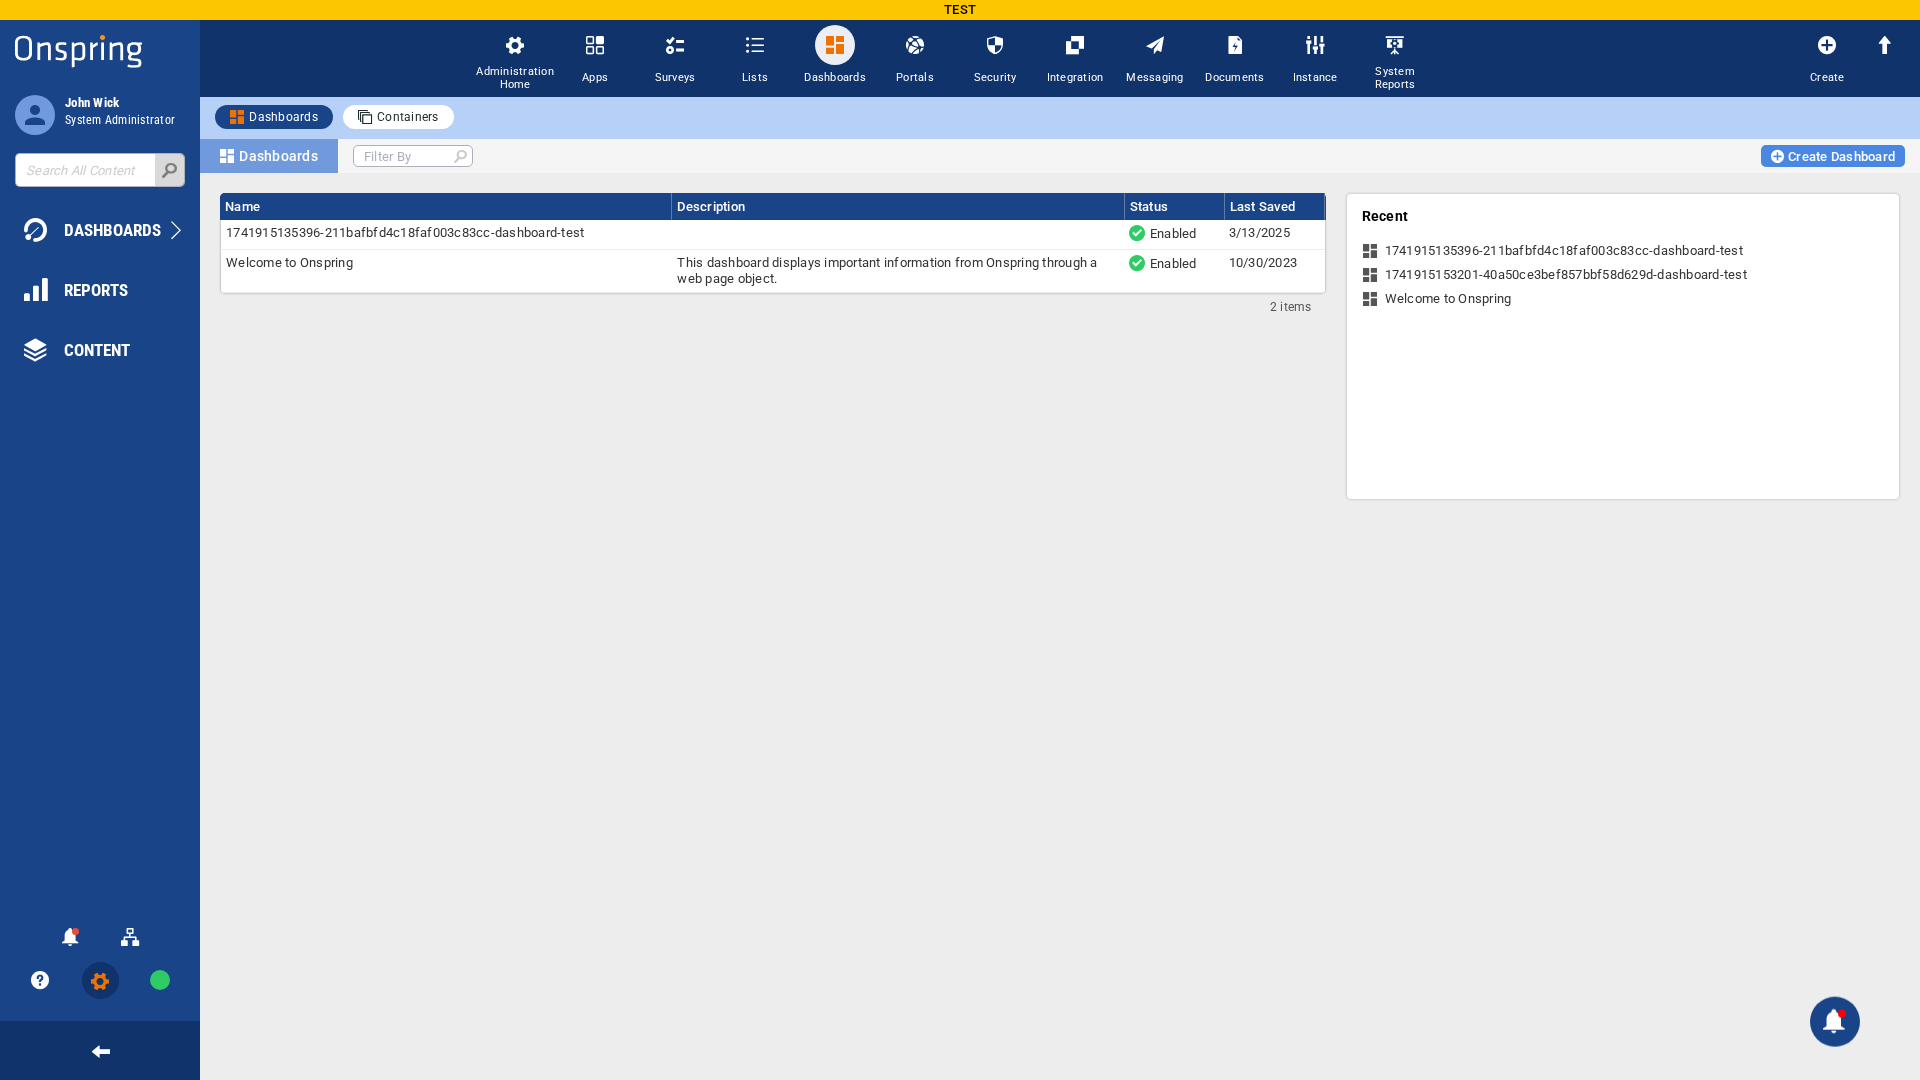 TEST
Onspring
John Wick
System Administrator
Search All Content
DASHBOARDS
REPORTS
CONTENT
Administration Home
Apps
Surveys
Lists
Dashboards
Portals
Security
Integration
Messaging
Documents
Instance
System Reports
Create
Dashboards
Containers
Dashboards
Filter By
Create Dashboard
Name Description Status Last Saved
1741915135396-211bafbfd4c18faf003c83cc-dashboard-test Enabled 3/13/2025
Welcome to Onspring This dashboard displays important information from Onspring through a Enabled 10/30/2023
web page object.
2 items
Recent
1741915135396-211bafbfd4c18faf003c83cc-dashboard-test
1741915153201-40a50ce3bef857bbf58d629d-dashboard-test
Welcome to Onspring